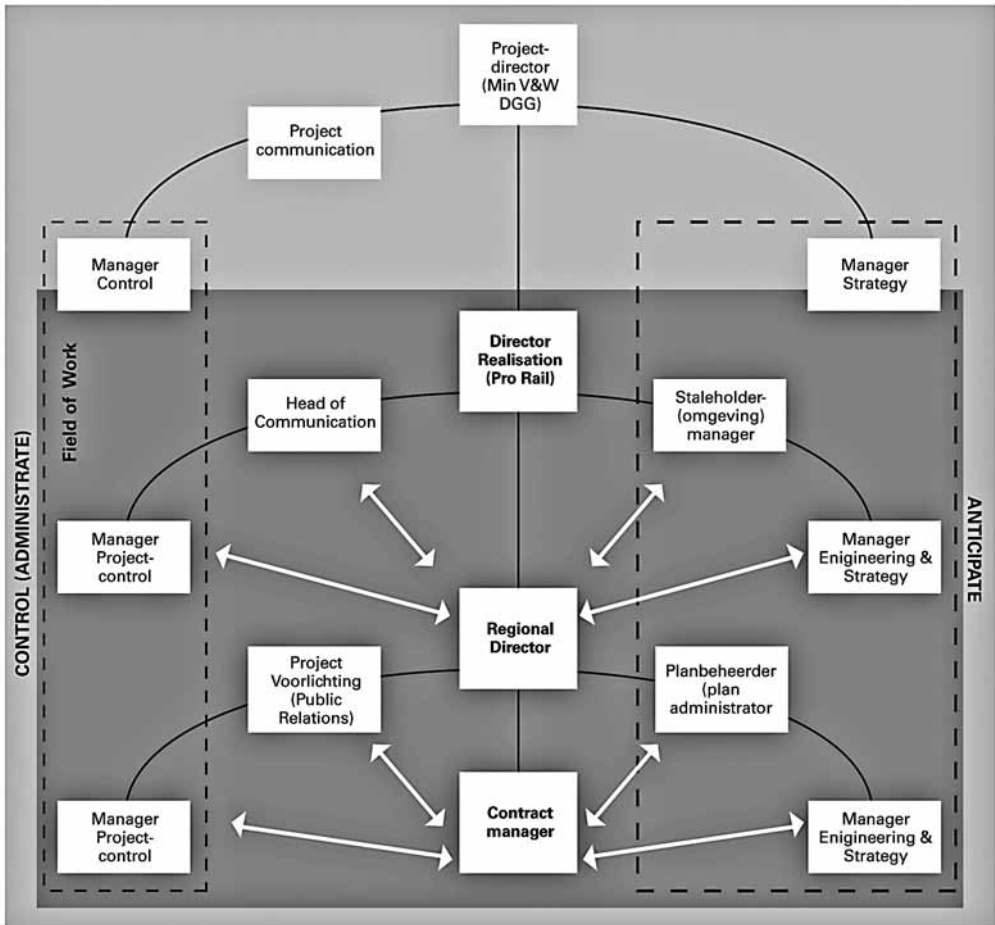 Project-
director
(Min V&W
DGG)
Project
communication
Manager
Control
Manager
Strategy
Director
Realisation
(Pro Rail)
Field of Work
Head of
Communication
Staleholder-
(omgeving)
manager
CONTROL (ADMINISTRATE)
ANTICIPATE
Manager
Project-
control
Manager
Enigineering &
Strategy
Regional
Director
Project
Voorlichting
(Public
Relations)
Planbeheerder
(plan
administrator
Contract
manager
Manager
Project-
control
Manager
Enigineering &
Strategy